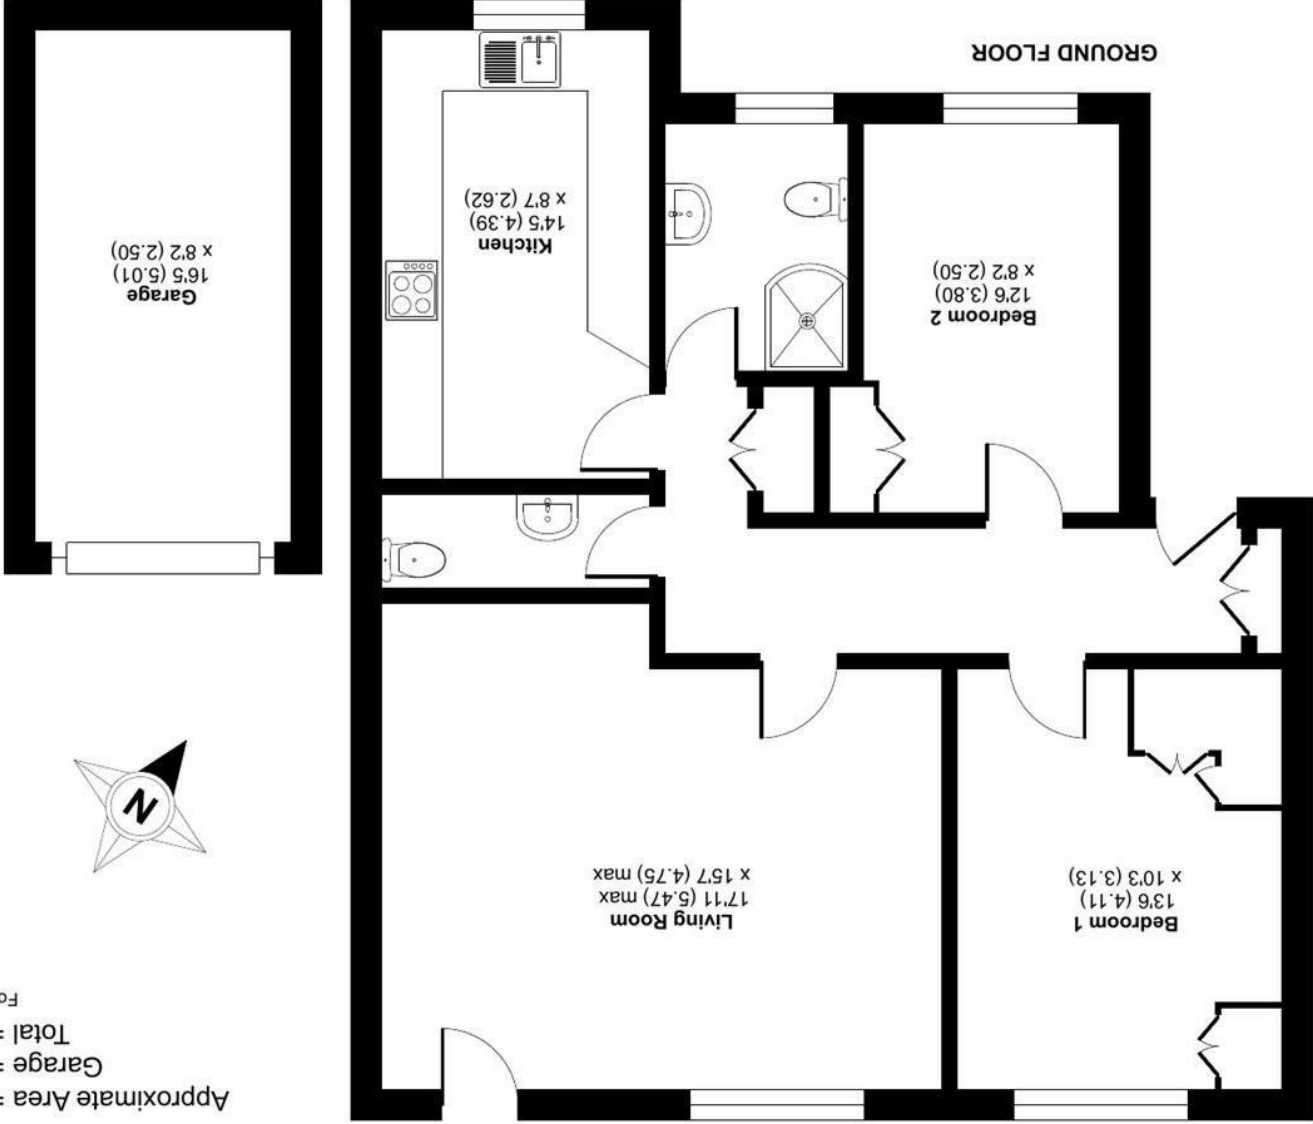 Approximate Area =
Garage =
Total =
Fo
N
Bedroom 1
13'6 (4.11)
x 10'3 (3.13)
Living Room
17'11 (5.47) max
x 15'7 (4.75) max
Bedroom 2
12'6 (3.80)
x 8'2 (2.50)
Garage
16'5 (5.01)
x 8'2 (2.50)
Kitchen
14'5 (4.39)
x 8'7 (2.62)
GROUND FLOOR